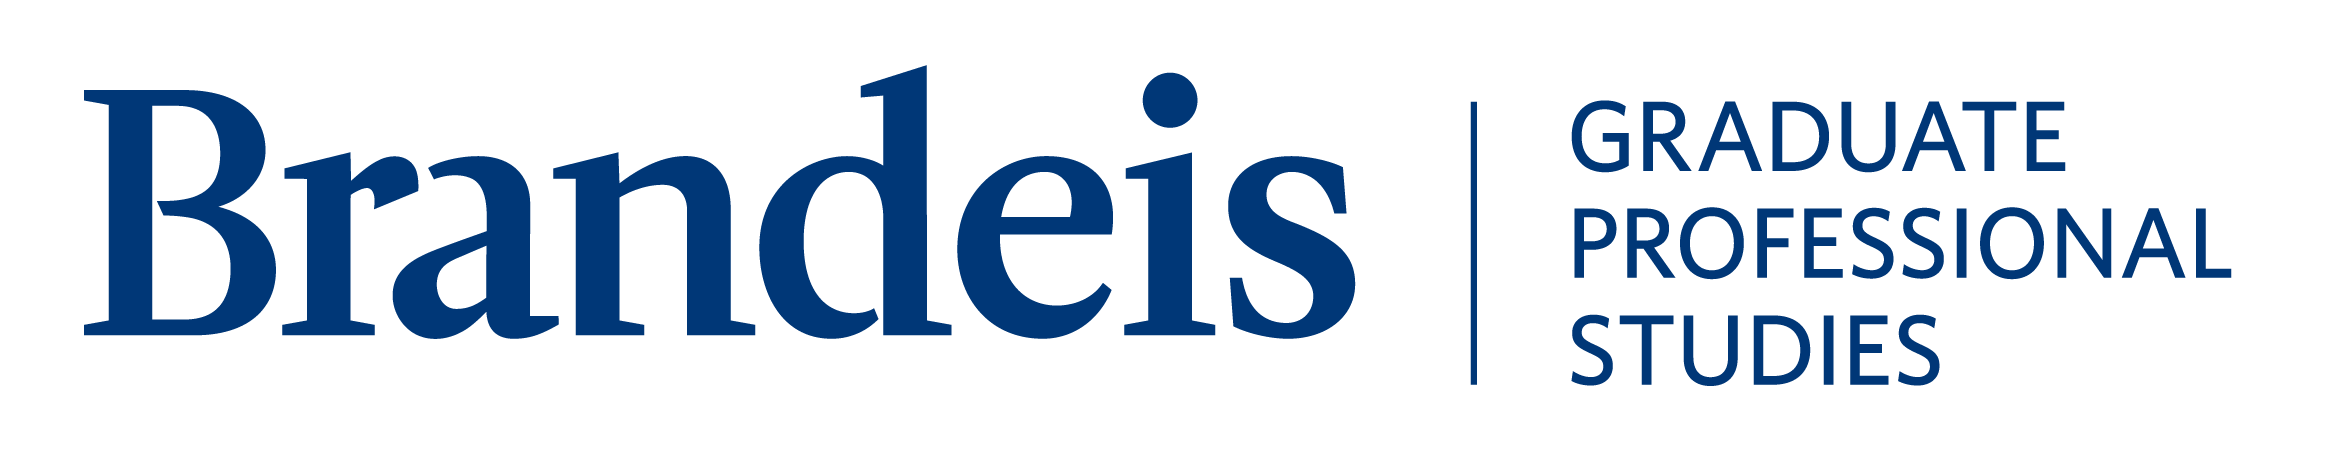 Brandeis
GRADUATE
PROFESSIONAL
STUDIES